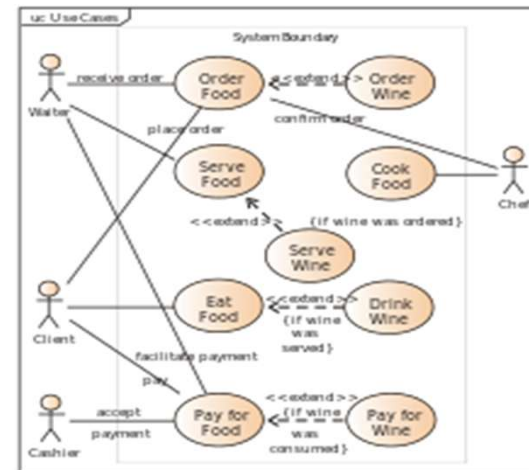 uc Use Cases
System Boundary
Waiter
receive order
Order
Food
<<extend>>
Order
Wine
place order
confirm order
Serve
Food
Cook
Food
Chef
<<extend>>
{if wine was ordered}
Serve
Wine
Client
Eat
Food
<<extend>>
{if wine
was
served}
Drink
Wine
facilitate payment
pay
Cashier
accept
payment
Pay for
Food
<<extend>>
{if wine
was
consumed}
Pay for
Wine